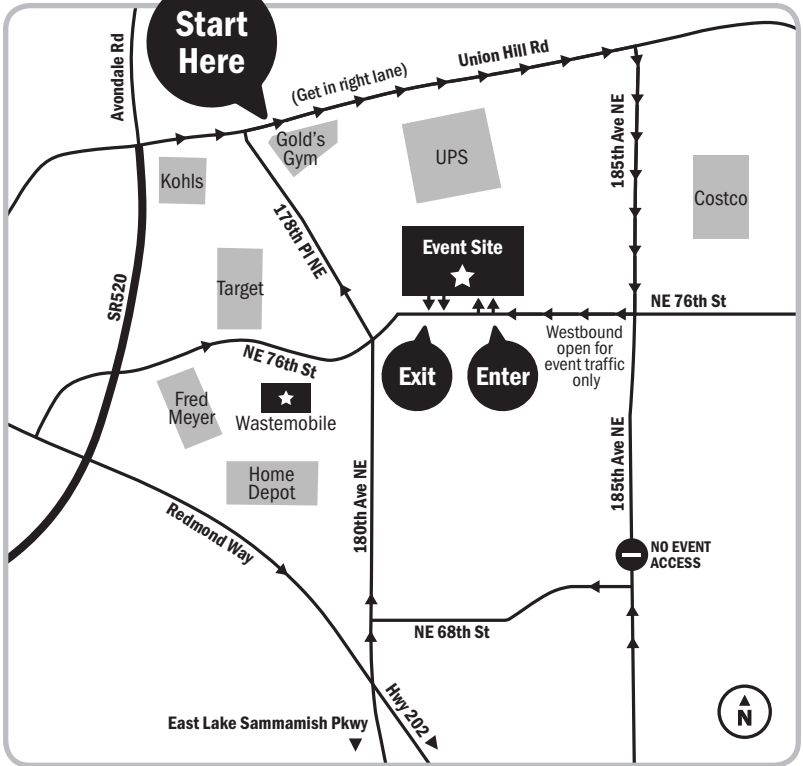 Start
Here
Avondale Rd
(Get in right lane)
Union Hill Rd
Gold's
Gym
UPS
185th Ave NE
Kohls
Costco
178th Pl NE
Event Site
Target
SR520
NE 76th St
Westbound
open for
event traffic
only
NE 76th St
Exit
Enter
Fred
Meyer
Wastemobile
Home
Depot
180th Ave NE
185th Ave NE
Redmond Way
NO EVENT
ACCESS
NE 68th St
Hwy 202
East Lake Sammamish Pkwy
N